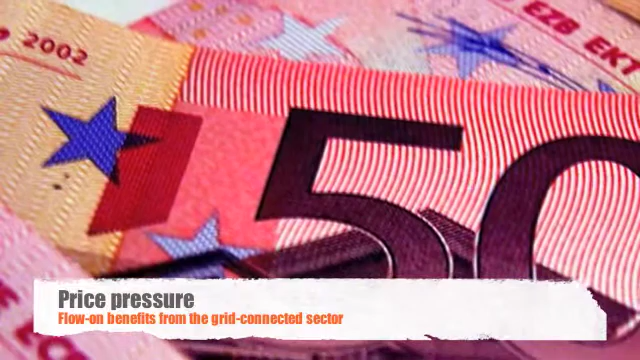 2002
EZB EKT
50
Price pressure
Flow-on benefits from the grid-connected sector